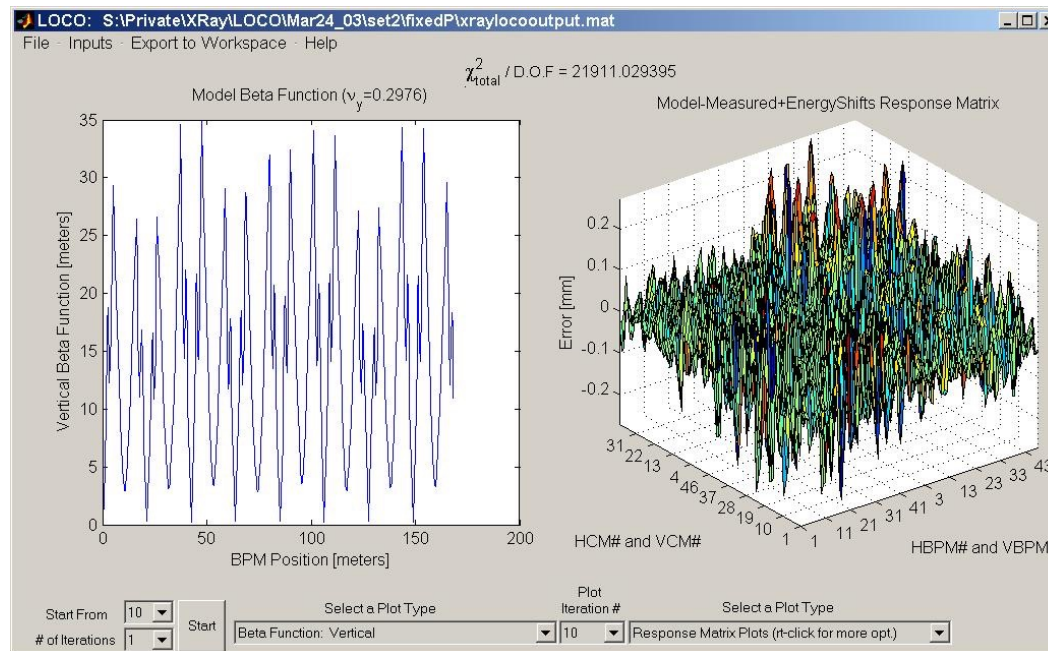 LOCO: S:\Private\XRay\LOCO\Mar24_03\set2\fixedP\xraylocooutput.mat
File Inputs Export to Workspace Help
χ²total / D.O.F = 21911.029395
Model Beta Function (νy=0.2976)
Vertical Beta Function [meters]
35
30
25
20
15
10
5
0
0 50 100 150 200
BPM Position [meters]
Model-Measured+EnergyShifts Response Matrix
Error [mm]
0.2
0.1
0
-0.1
-0.2
31 22 13 4 46 37 28 19 10 1
HCM# and VCM#
1 11 21 31 41 3 13 23 33 43
HBPM# and VBPM
Start From 10
# of Iterations 1
Start
Select a Plot Type
Beta Function: Vertical
Plot
Iteration #
10
Select a Plot Type
Response Matrix Plots (rt-click for more opt.)